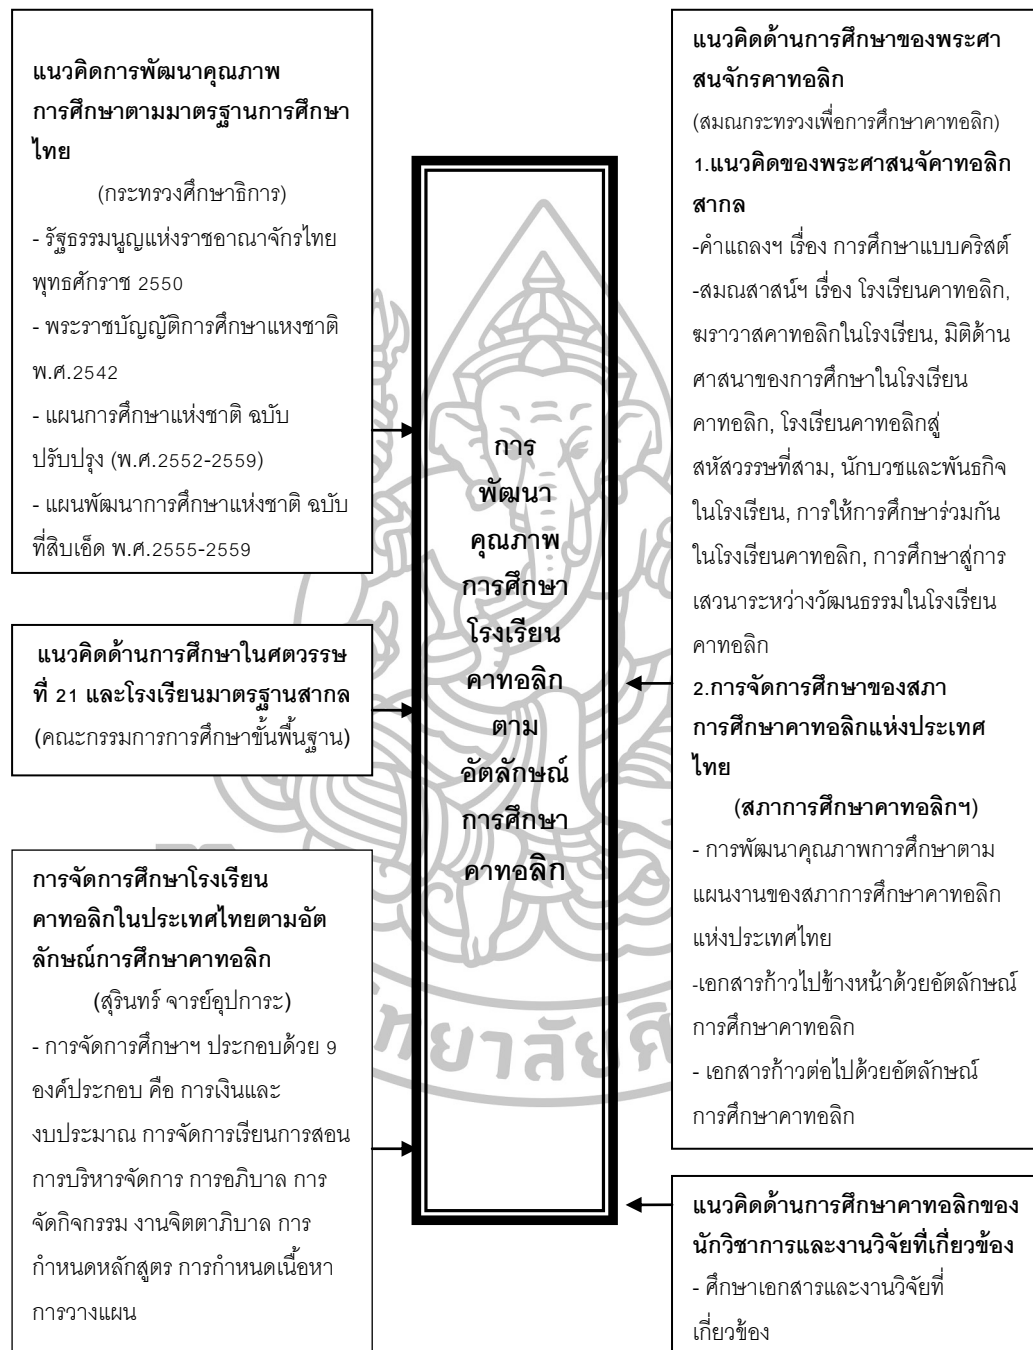 แนวคิดการพัฒนาคุณภาพ
การศึกษาตามมาตรฐานการศึกษา
ไทย
(กระทรวงศึกษาธิการ)
- รัฐธรรมนูญแห่งราชอาณาจักรไทย
พุทธศักราช 2550
- พระราชบัญญัติการศึกษาแหงชาติ
พ.ศ.2542
- แผนการศึกษาแห่งชาติ ฉบับ
ปรับปรุง (พ.ศ.2552-2559)
- แผนพัฒนาการศึกษาแห่งชาติ ฉบับ
ที่สิบเอ็ด พ.ศ.2555-2559
แนวคิดด้านการศึกษาในศตวรรษ
ที่ 21 และโรงเรียนมาตรฐานสากล
(คณะกรรมการการศึกษาขั้นพื้นฐาน)
การจัดการศึกษาโรงเรียน
คาทอลิกในประเทศไทยตามอัต
ลักษณ์การศึกษาคาทอลิก
(สุรินทร์ จารย์อุปการะ)
- การจัดการศึกษาฯ ประกอบด้วย 9
องค์ประกอบ คือ การเงินและ
งบประมาณ การจัดการเรียนการสอน
การบริหารจัดการ การอภิบาล การ
จัดกิจกรรม งานจิตตาภิบาล การ
กำหนดหลักสูตร การกำหนดเนื้อหา
การวางแผน
การ
พัฒนา
คุณภาพ
การศึกษา
โรงเรียน
คาทอลิก
ตาม
อัตลักษณ์
การศึกษา
คาทอลิก
แนวคิดด้านการศึกษาของพระศา
สนจักรคาทอลิก
(สมณกระทรวงเพื่อการศึกษาคาทอลิก)
1.แนวคิดของพระศาสนจัคาทอลิก
สากล
-คำแถลงฯ เรื่อง การศึกษาแบบคริสต์
-สมณสาสน์ฯ เรื่อง โรงเรียนคาทอลิก,
ฆราวาสคาทอลิกในโรงเรียน, มิติด้าน
ศาสนาของการศึกษาในโรงเรียน
คาทอลิก, โรงเรียนคาทอลิกสู่
สหัสวรรษที่สาม, นักบวชและพันธกิจ
ในโรงเรียน, การให้การศึกษาร่วมกัน
ในโรงเรียนคาทอลิก, การศึกษาสู่การ
เสวนาระหว่างวัฒนธรรมในโรงเรียน
คาทอลิก
2.การจัดการศึกษาของสภา
การศึกษาคาทอลิกแห่งประเทศ
ไทย
(สภาการศึกษาคาทอลิกฯ)
- การพัฒนาคุณภาพการศึกษาตาม
แผนงานของสภาการศึกษาคาทอลิก
แห่งประเทศไทย
-เอกสารก้าวไปข้างหน้าด้วยอัตลักษณ์
การศึกษาคาทอลิก
- เอกสารก้าวต่อไปด้วยอัตลักษณ์
การศึกษาคาทอลิก
แนวคิดด้านการศึกษาคาทอลิกของ
นักวิชาการและงานวิจัยที่เกี่ยวข้อง
- ศึกษาเอกสารและงานวิจัยที่
เกี่ยวข้อง